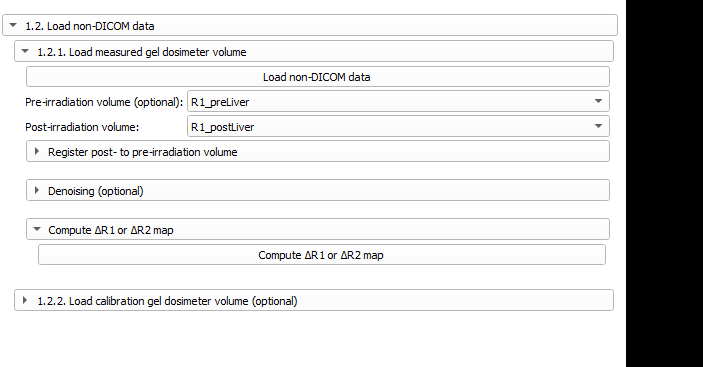 1.2. Load non-DICOM data
1.2.1. Load measured gel dosimeter volume
Load non-DICOM data
Pre-irradiation volume (optional): R1_preLiver
Post-irradiation volume: R1_postLiver
Register post- to pre-irradiation volume
Denoising (optional)
Compute ΔR1 or ΔR2 map
Compute ΔR1 or ΔR2 map
1.2.2. Load calibration gel dosimeter volume (optional)